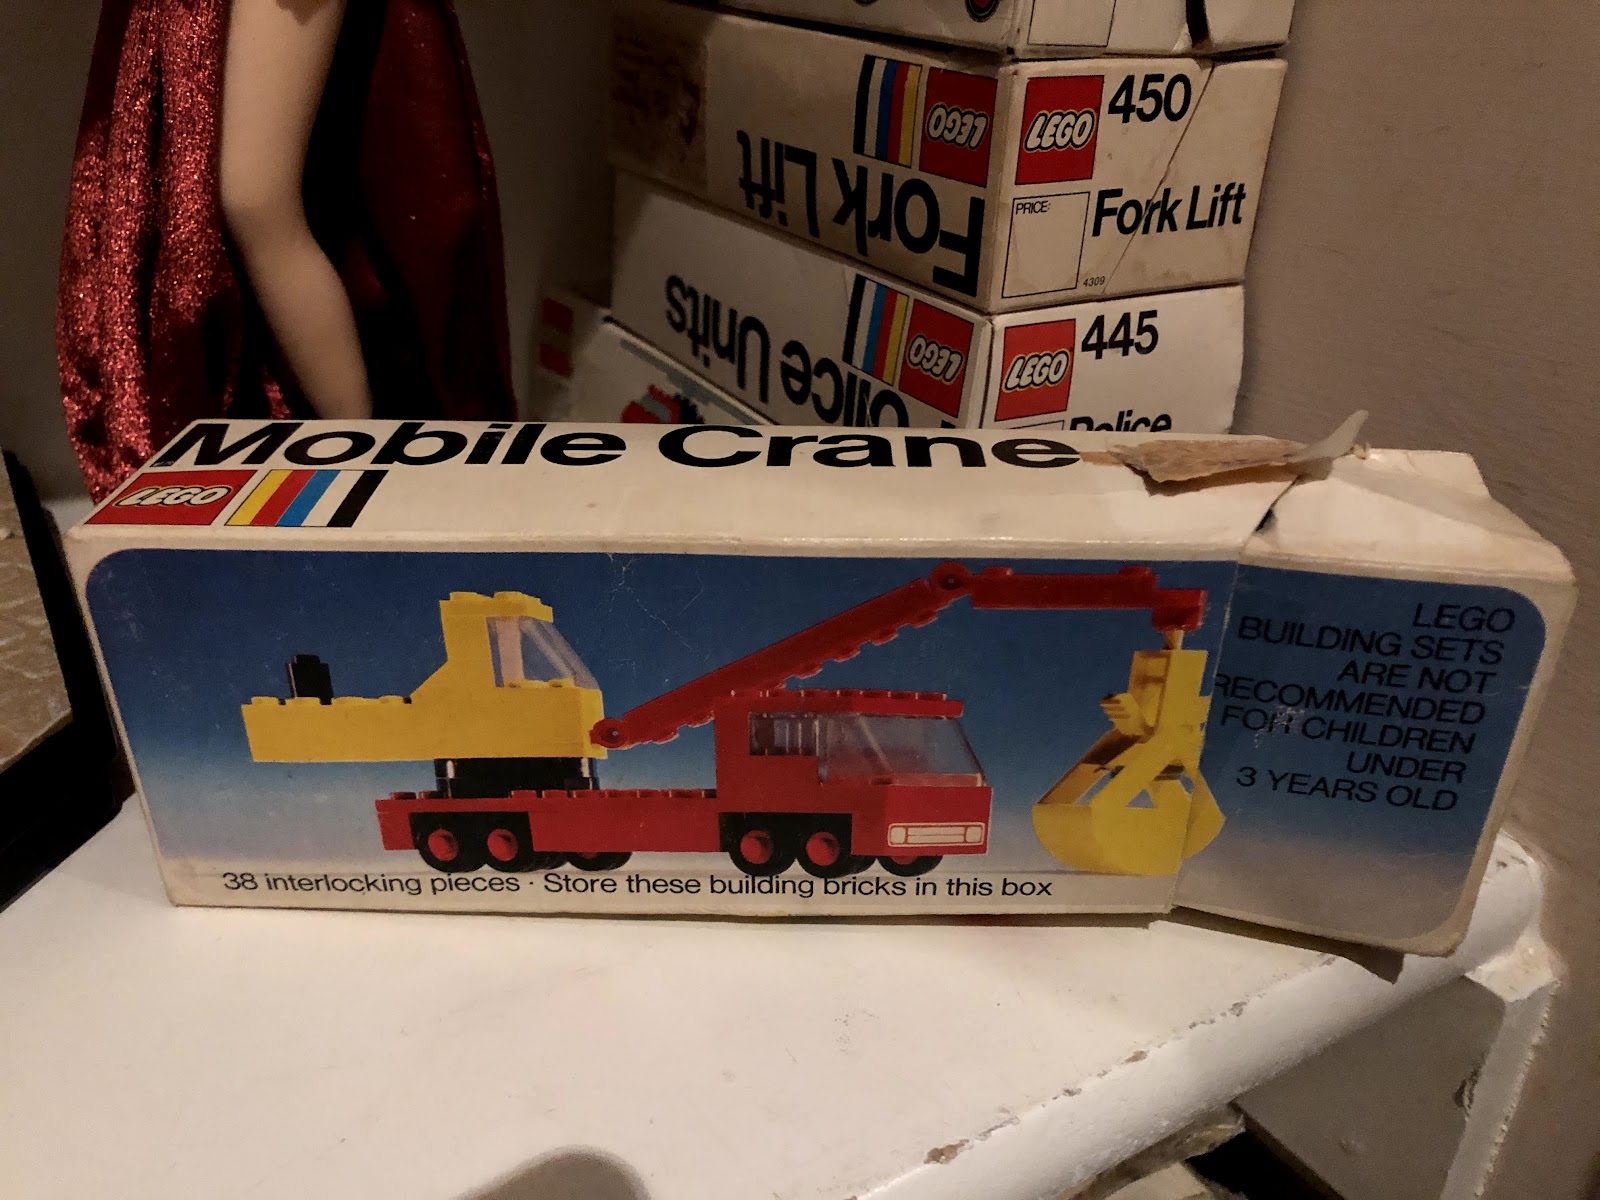 LEGO
Fork Lift
LEGO
450
PRICE:
Fork Lift
4309
LEGO
Police Units
LEGO
445
Police
Mobile Crane
LEGO
LEGO
BUILDING SETS
ARE NOT
RECOMMENDED
FOR CHILDREN
UNDER
3 YEARS OLD
38 interlocking pieces · Store these building bricks in this box